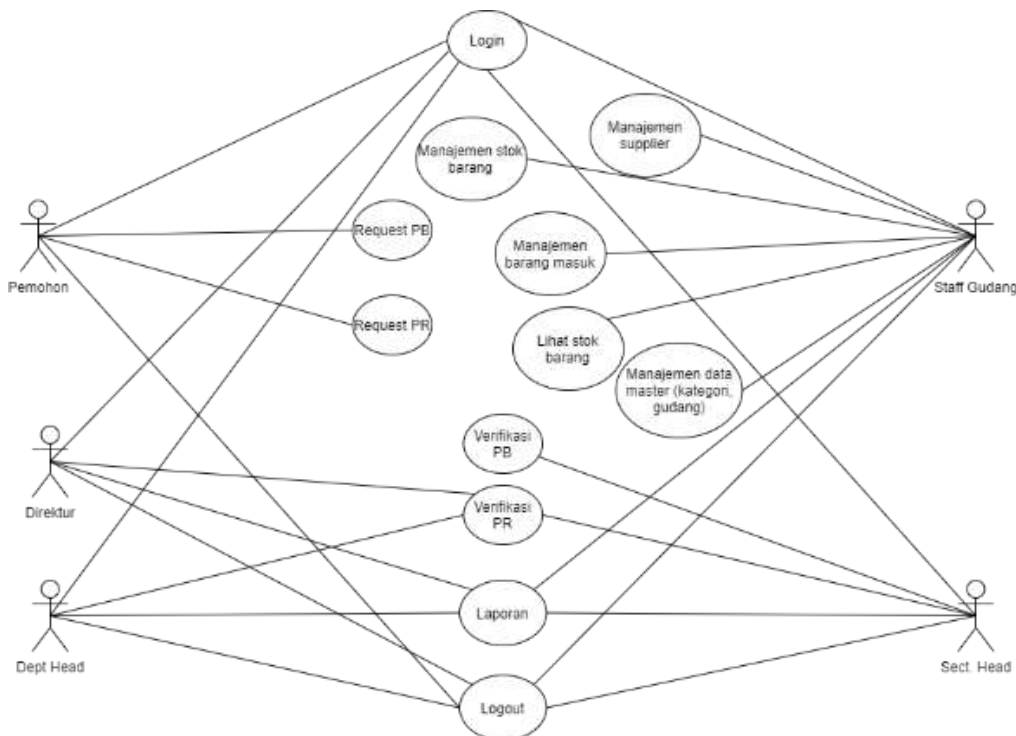 Login
Manajemen
supplier
Manajemen stok
barang
Request PB
Pemohon
Manajemen
barang masuk
Staff Gudang
Request PR
Lihat stok
barang
Manajemen data
master (kategori,
gudang)
Verifikasi
PB
Direktur
Verifikasi
PR
Laporan
Dept Head
Sect. Head
Logout